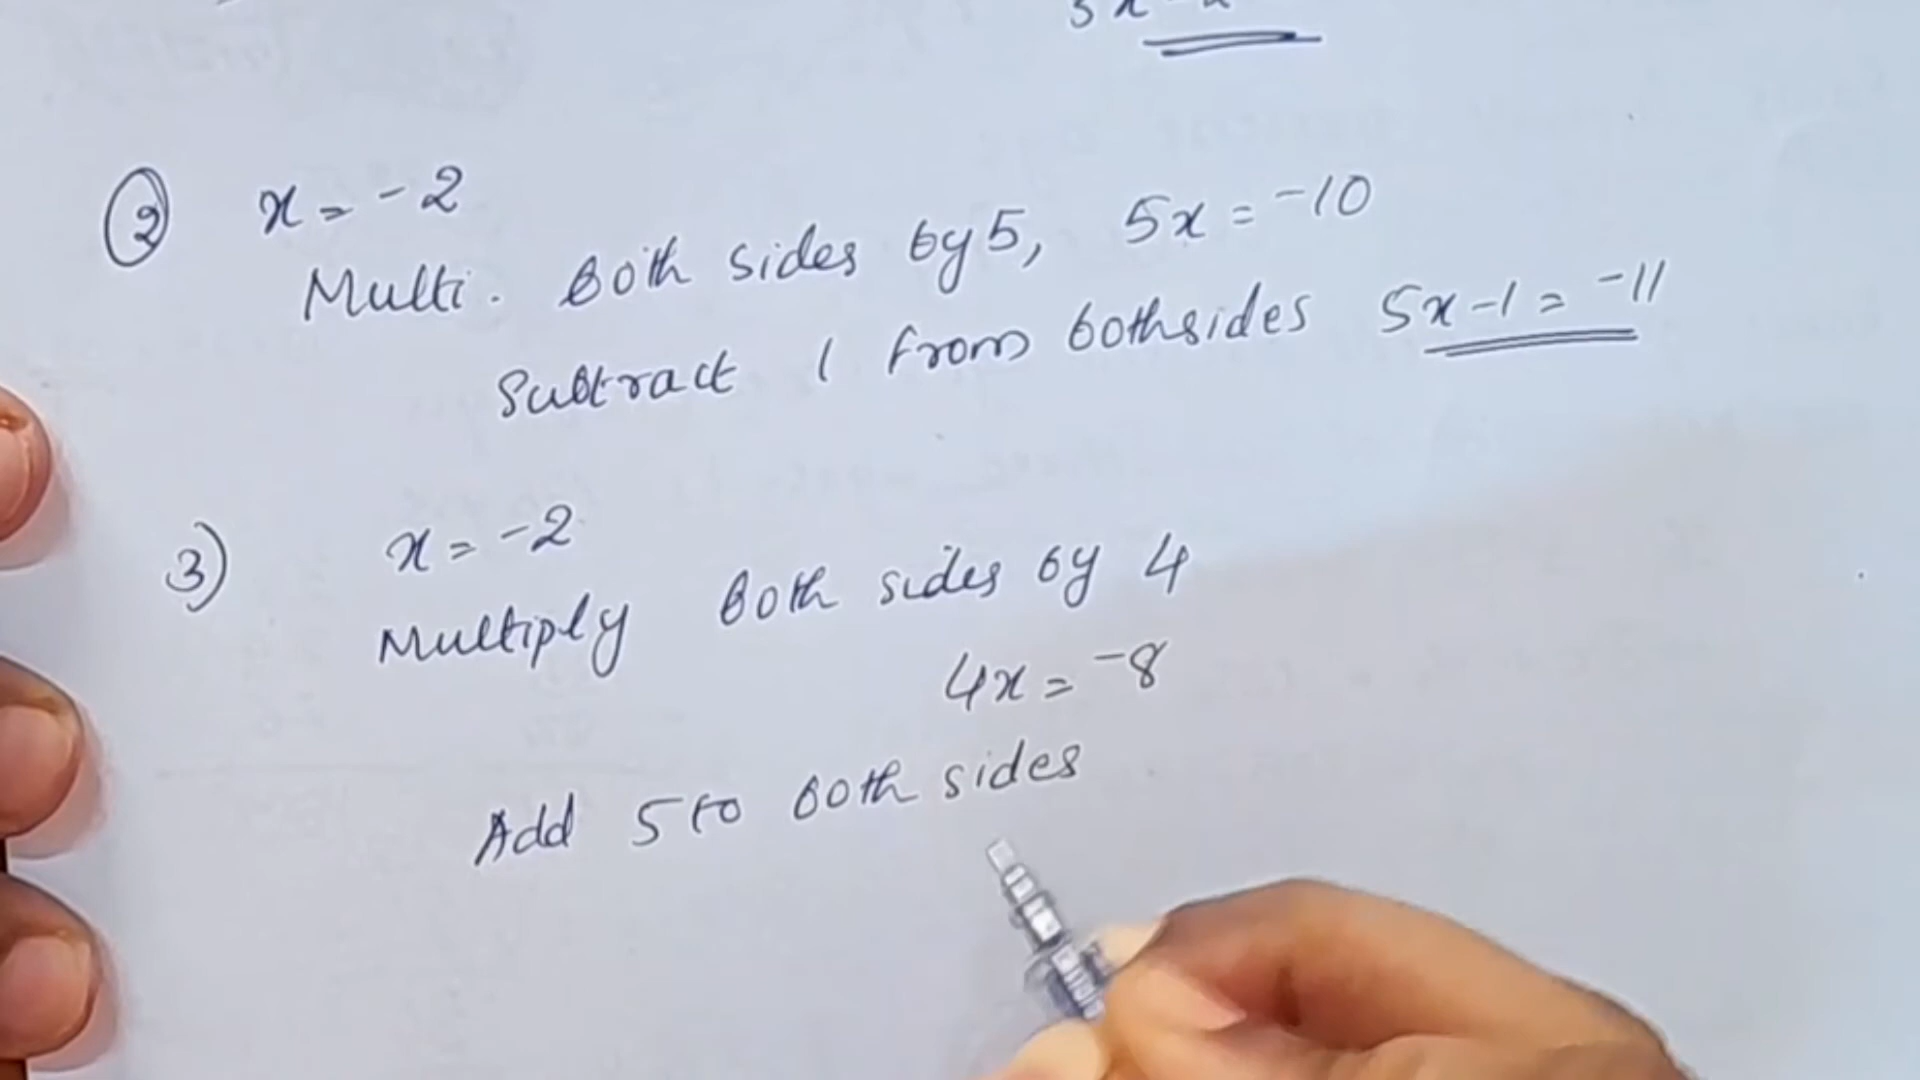 ② x = -2
Multi. Both sides by 5, 5x = -10
Subtract 1 from bothsides 5x-1 = -11
3) x = -2
Multiply Both sides by 4
4x = -8
Add 5 to both sides